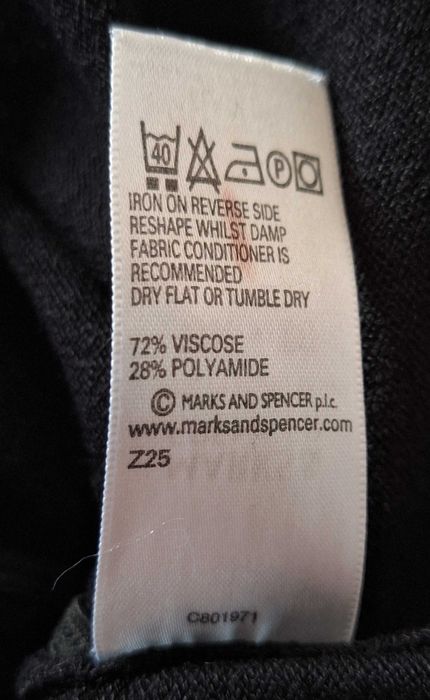 40
P
IRON ON REVERSE SIDE
RESHAPE WHILST DAMP
FABRIC CONDITIONER IS
RECOMMENDED
DRY FLAT OR TUMBLE DRY
72% VISCOSE
28% POLYAMIDE
© MARKS AND SPENCER p.l.c.
www.marksandspencer.com
Z25
C801971